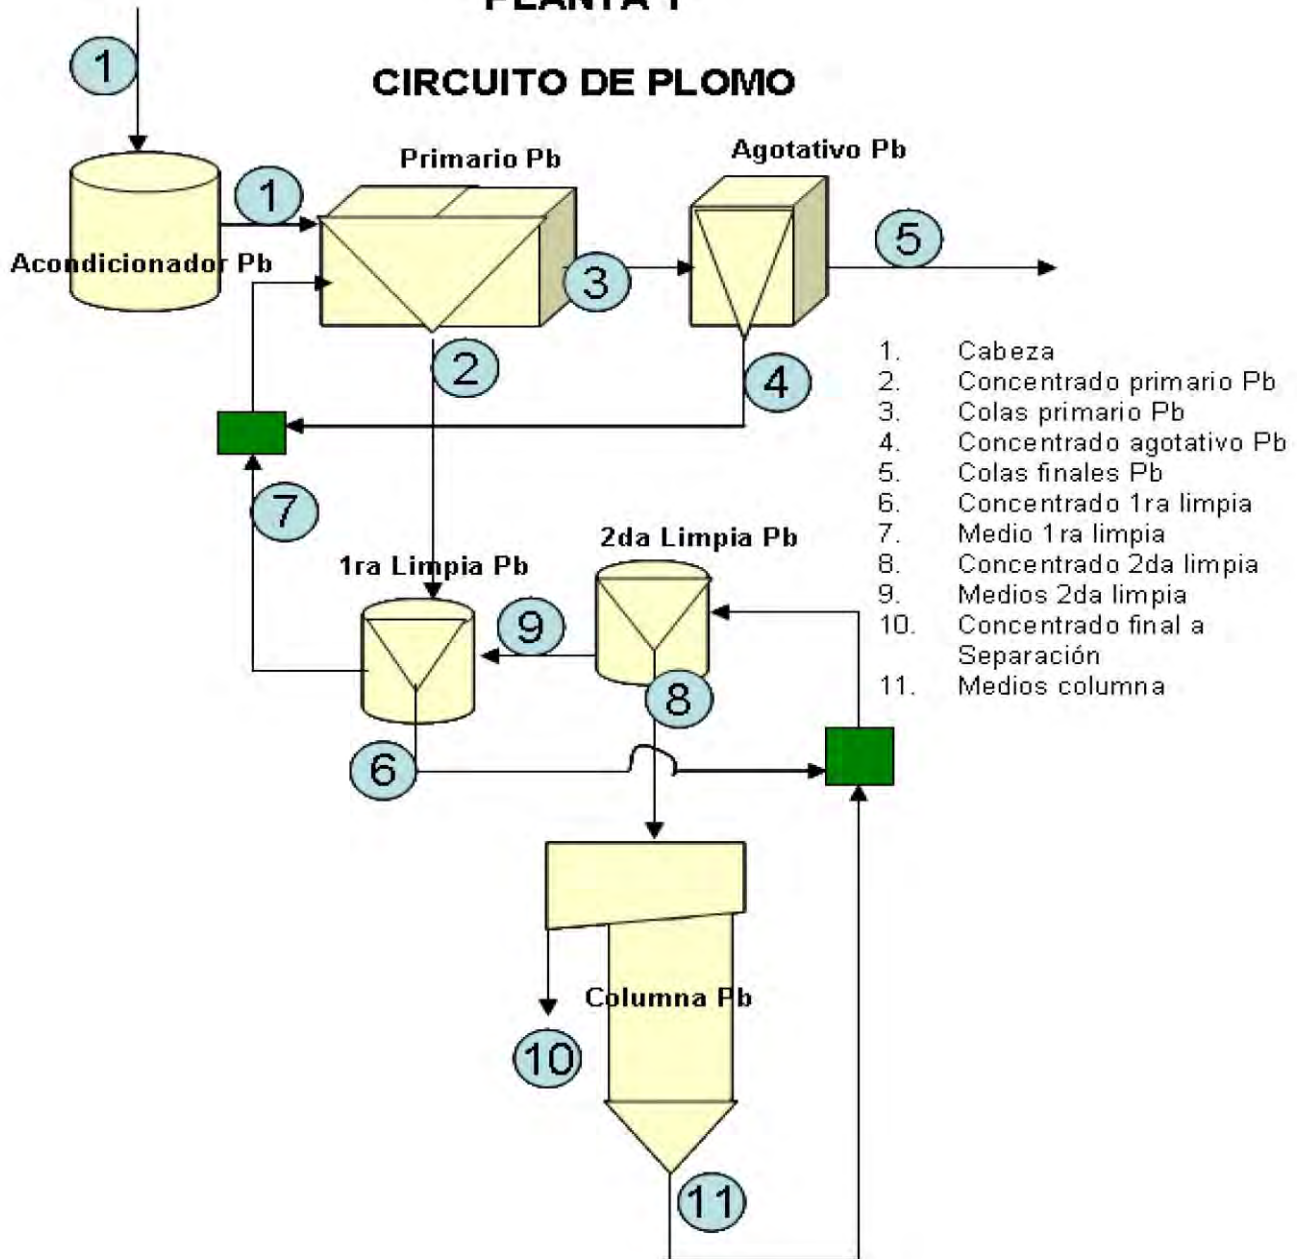 PLANTA 1
CIRCUITO DE PLOMO
1
Primario Pb
Agotativo Pb
1
5
Acondicionador Pb
3
2
4
1. Cabeza
2. Concentrado primario Pb
3. Colas primario Pb
4. Concentrado agotativo Pb
5. Colas finales Pb
6. Concentrado 1ra limpia
7. Medio 1ra limpia
8. Concentrado 2da limpia
9. Medios 2da limpia
10. Concentrado final a
Separación
11. Medios columna
7
2da Limpia Pb
1ra Limpia Pb
9
8
6
Columna Pb
10
11